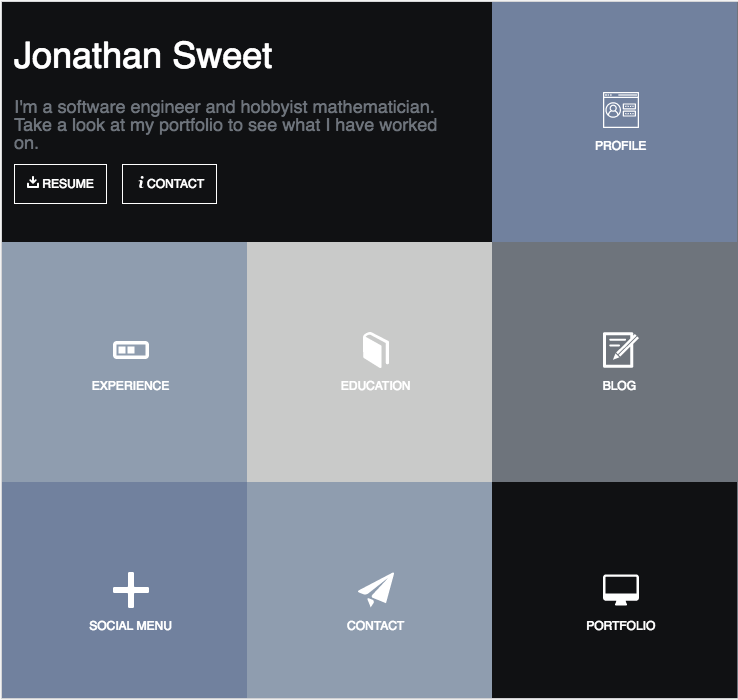 Jonathan Sweet
I'm a software engineer and hobbyist mathematician.
Take a look at my portfolio to see what I have worked
on.
RESUME
CONTACT
PROFILE
EXPERIENCE
EDUCATION
BLOG
SOCIAL MENU
CONTACT
PORTFOLIO